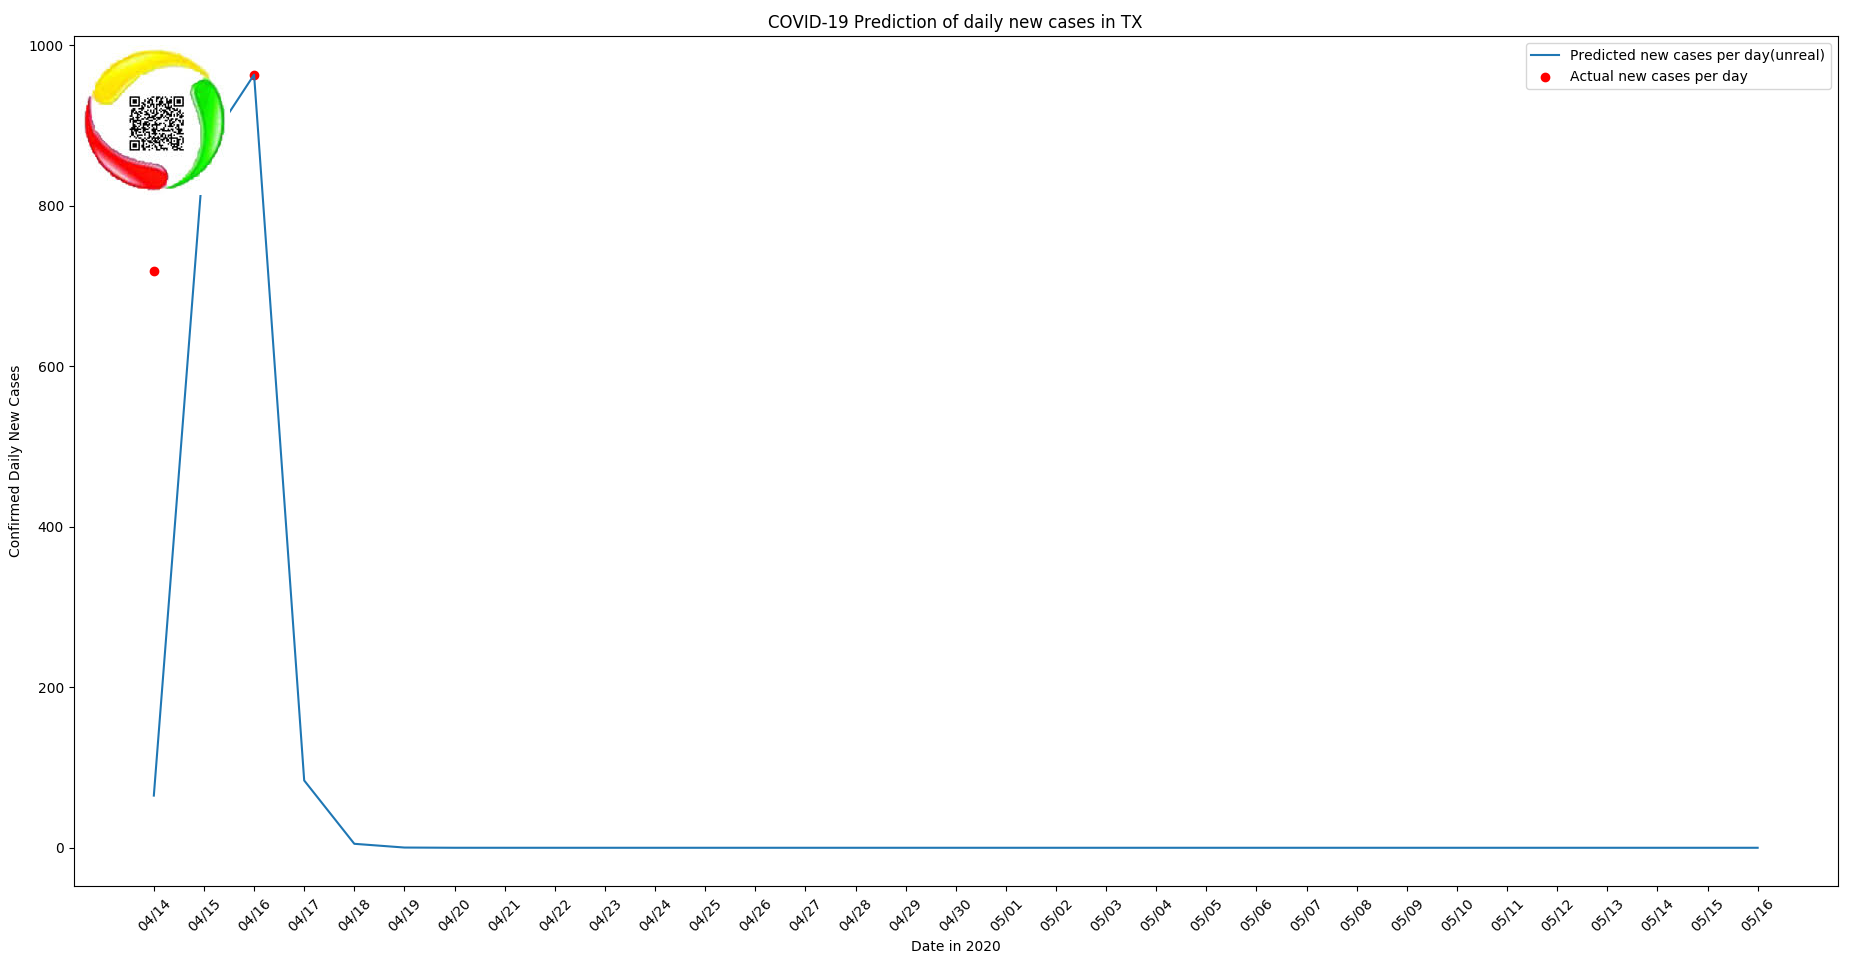 COVID-19 Prediction of daily new cases in TX
Predicted new cases per day(unreal)
Actual new cases per day
1000
800
600
400
200
0
Confirmed Daily New Cases
04/14 04/15 04/16 04/17 04/18 04/19 04/20 04/21 04/22 04/23 04/24 04/25 04/26 04/27 04/28 04/29 04/30 05/01 05/02 05/03 05/04 05/05 05/06 05/07 05/08 05/09 05/10 05/11 05/12 05/13 05/14 05/15 05/16
Date in 2020